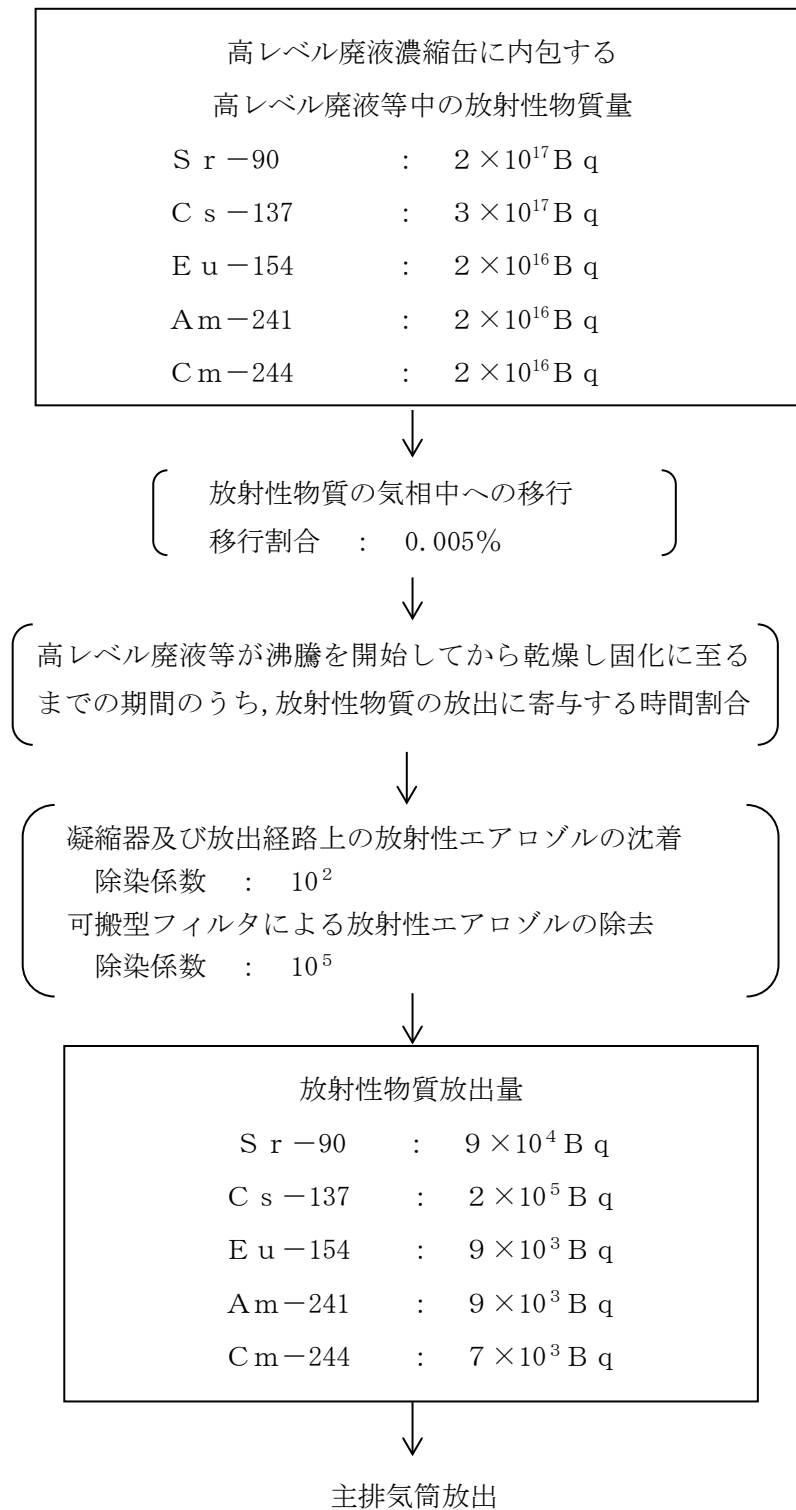 高レベル廃液濃縮缶に内包する
高レベル廃液等中の放射性物質量
Ｓｒ－90 : ２×10¹⁷Ｂｑ
Ｃｓ－137 : ３×10¹⁷Ｂｑ
Ｅｕ－154 : ２×10¹⁶Ｂｑ
Ａｍ－241 : ２×10¹⁶Ｂｑ
Ｃｍ－244 : ２×10¹⁶Ｂｑ
放射性物質の気相中への移行
移行割合 : 0.005％
高レベル廃液等が沸騰を開始してから乾燥し固化に至る
までの期間のうち,放射性物質の放出に寄与する時間割合
凝縮器及び放出経路上の放射性エアロゾルの沈着
除染係数 : 10²
可搬型フィルタによる放射性エアロゾルの除去
除染係数 : 10⁵
放射性物質放出量
Ｓｒ－90 : ９×10⁴Ｂｑ
Ｃｓ－137 : ２×10⁵Ｂｑ
Ｅｕ－154 : ９×10³Ｂｑ
Ａｍ－241 : ９×10³Ｂｑ
Ｃｍ－244 : ７×10³Ｂｑ
主排気筒放出